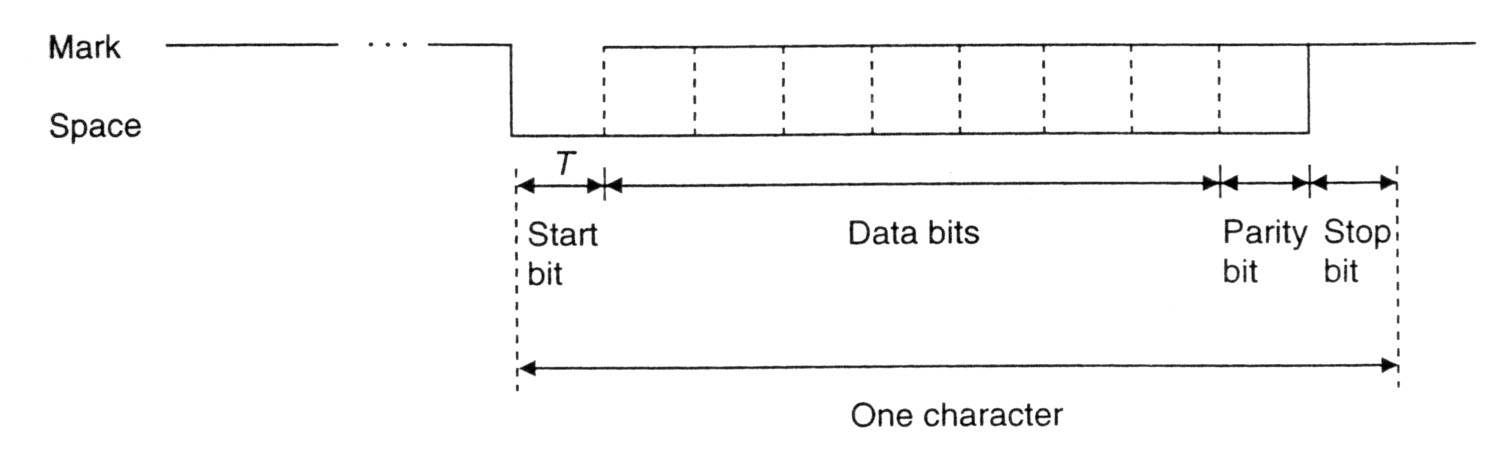 Mark
...
Space
T
Start
bit
Data bits
Parity
bit
Stop
bit
One character